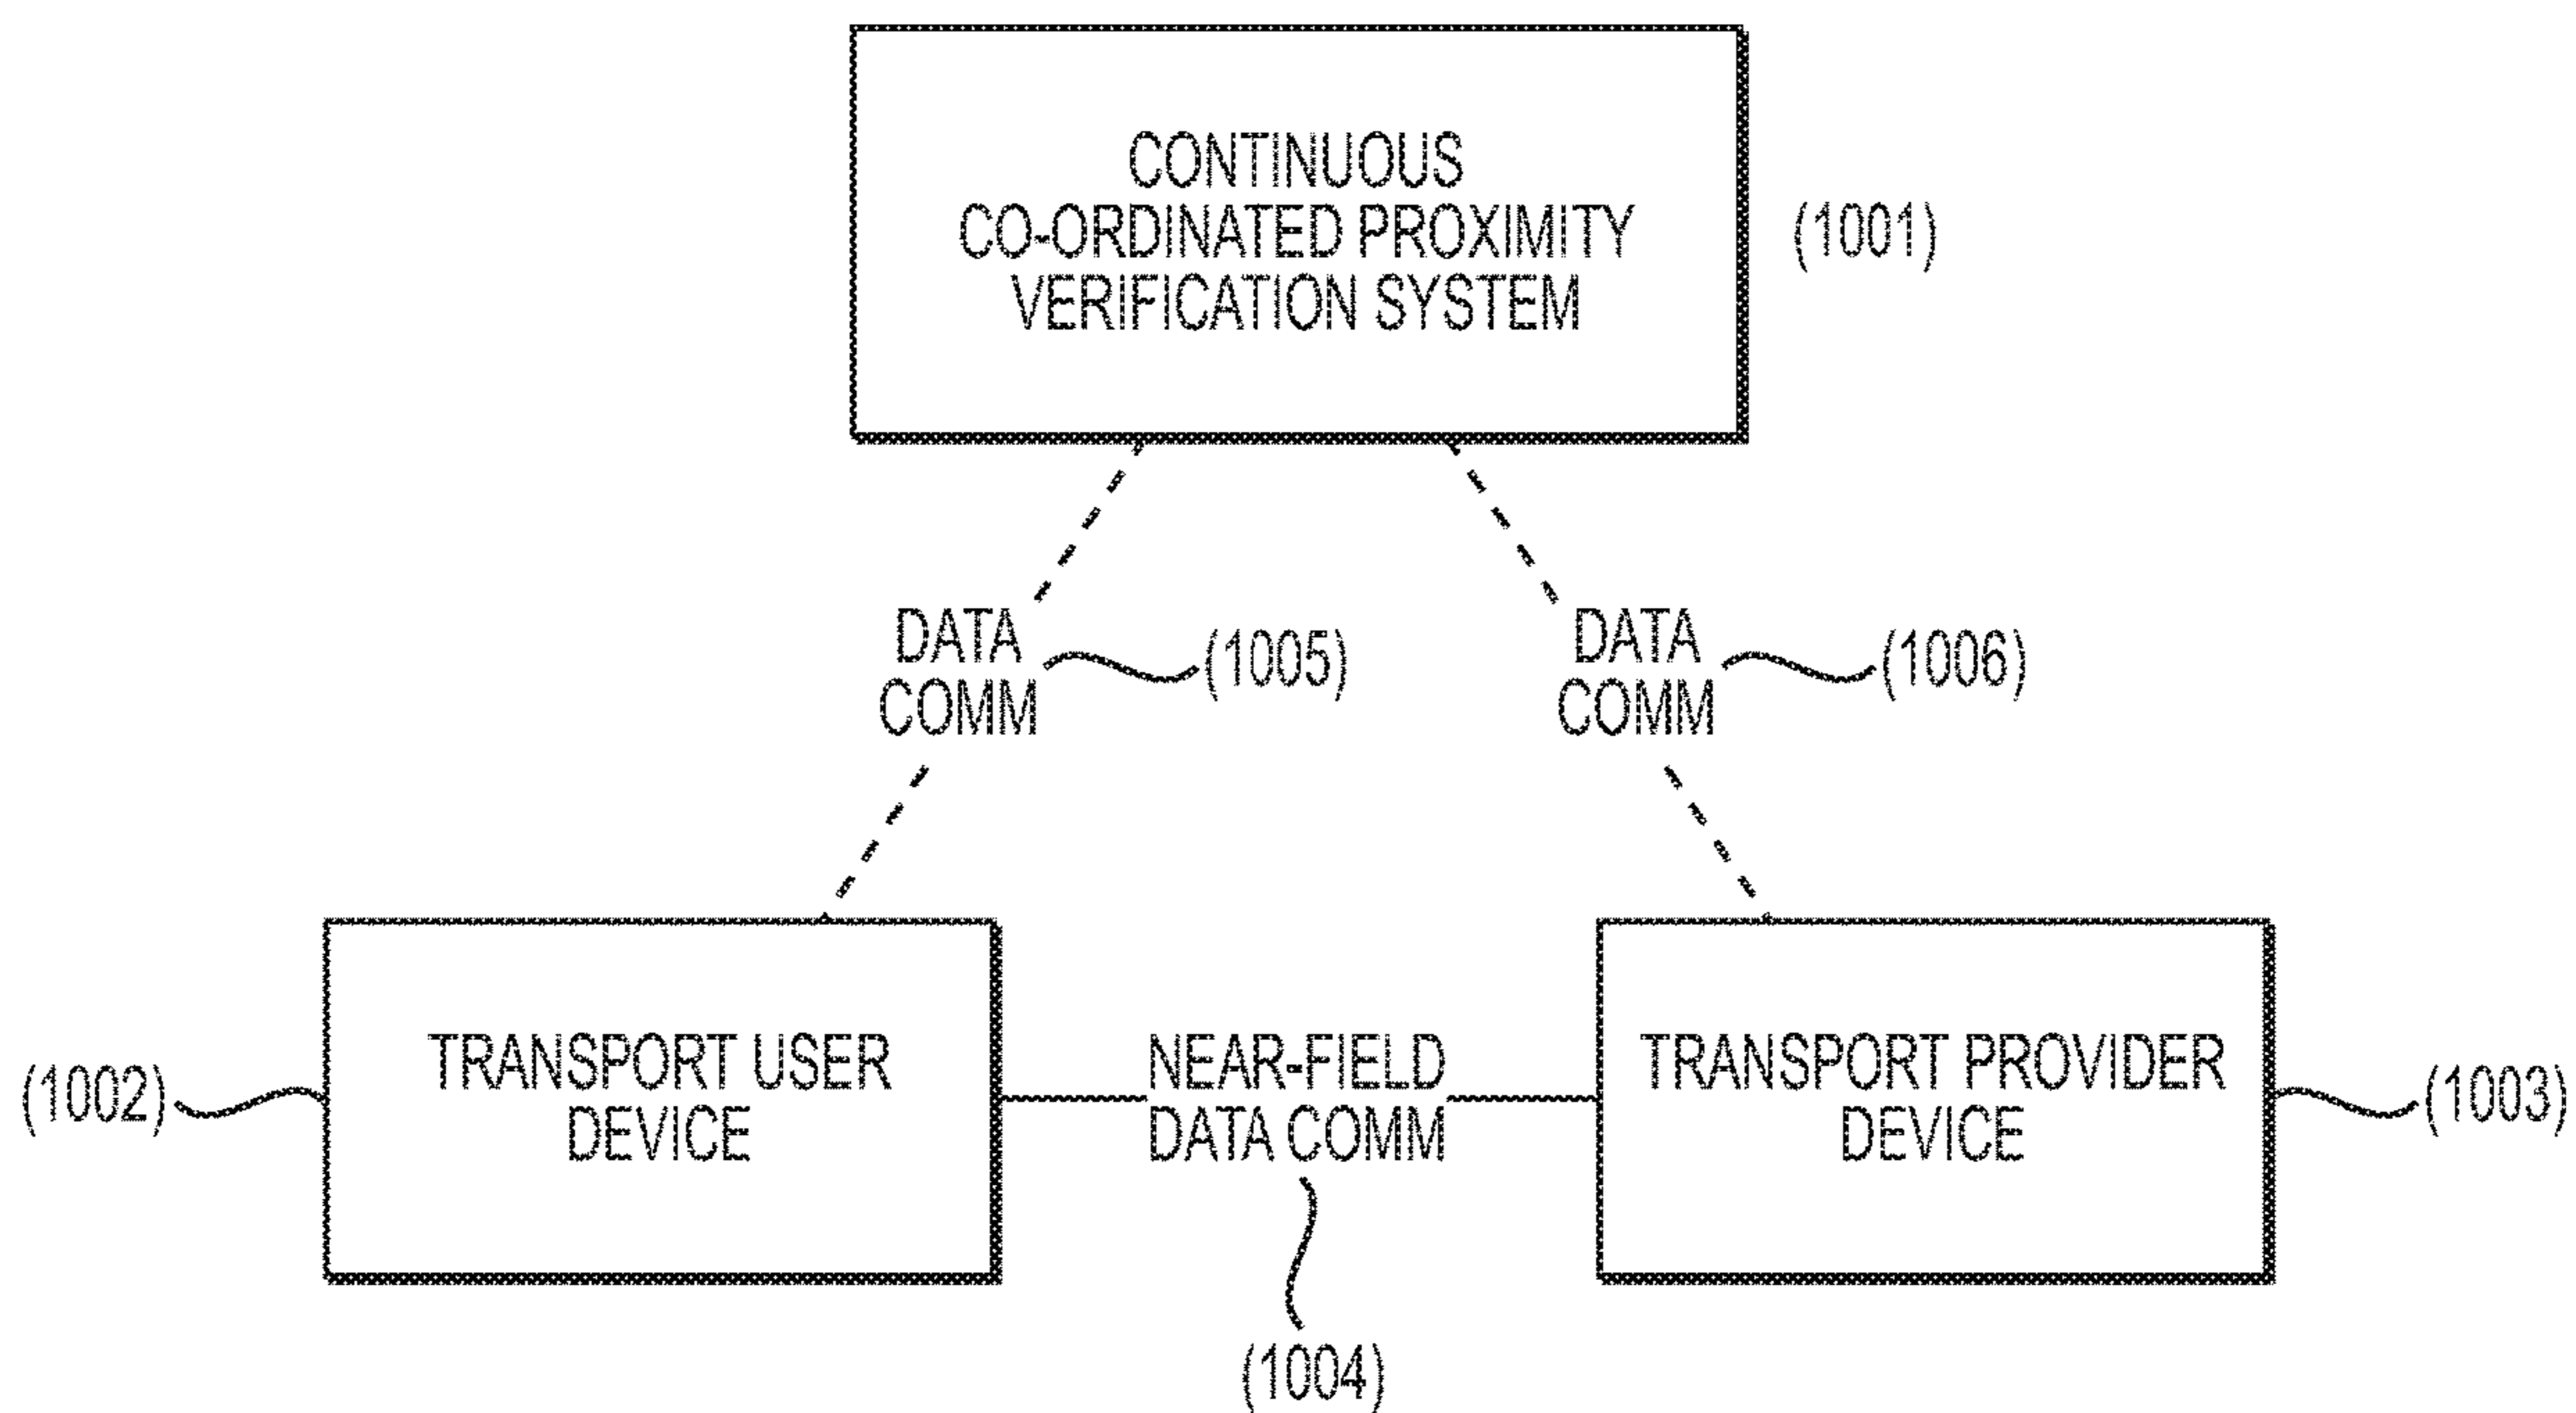 CONTINUOUS
CO-ORDINATED PROXIMITY
VERIFICATION SYSTEM
(1001)
DATA
COMM
(1005)
DATA
COMM
(1006)
(1002)
TRANSPORT USER
DEVICE
NEAR-FIELD
DATA COMM
TRANSPORT PROVIDER
DEVICE
(1003)
(1004)